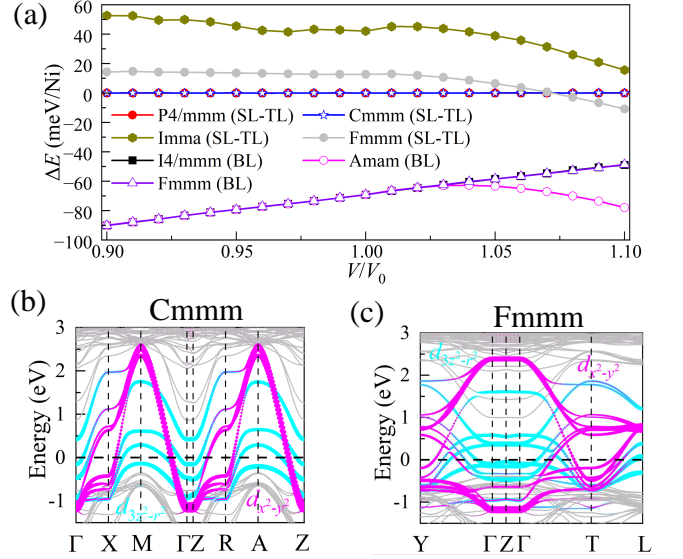 (a)
60
40
20
0
−20
−40
−60
−80
−100
ΔE (meV/Ni)
P4/mmm (SL-TL) Cmmm (SL-TL)
Imma (SL-TL) Fmmm (SL-TL)
I4/mmm (BL) Amam (BL)
Fmmm (BL)
0.90 0.95 1.00 1.05 1.10
V/V₀
(b) Cmmm
3
2
1
0
-1
Energy (eV)
d₃z²₋r² dₓ²₋y²
Γ X M Γ Z R A Z
(c) Fmmm
3
2
1
0
-1
Energy (eV)
d₃z²₋r² dₓ²₋y²
Y Γ Z Γ T L